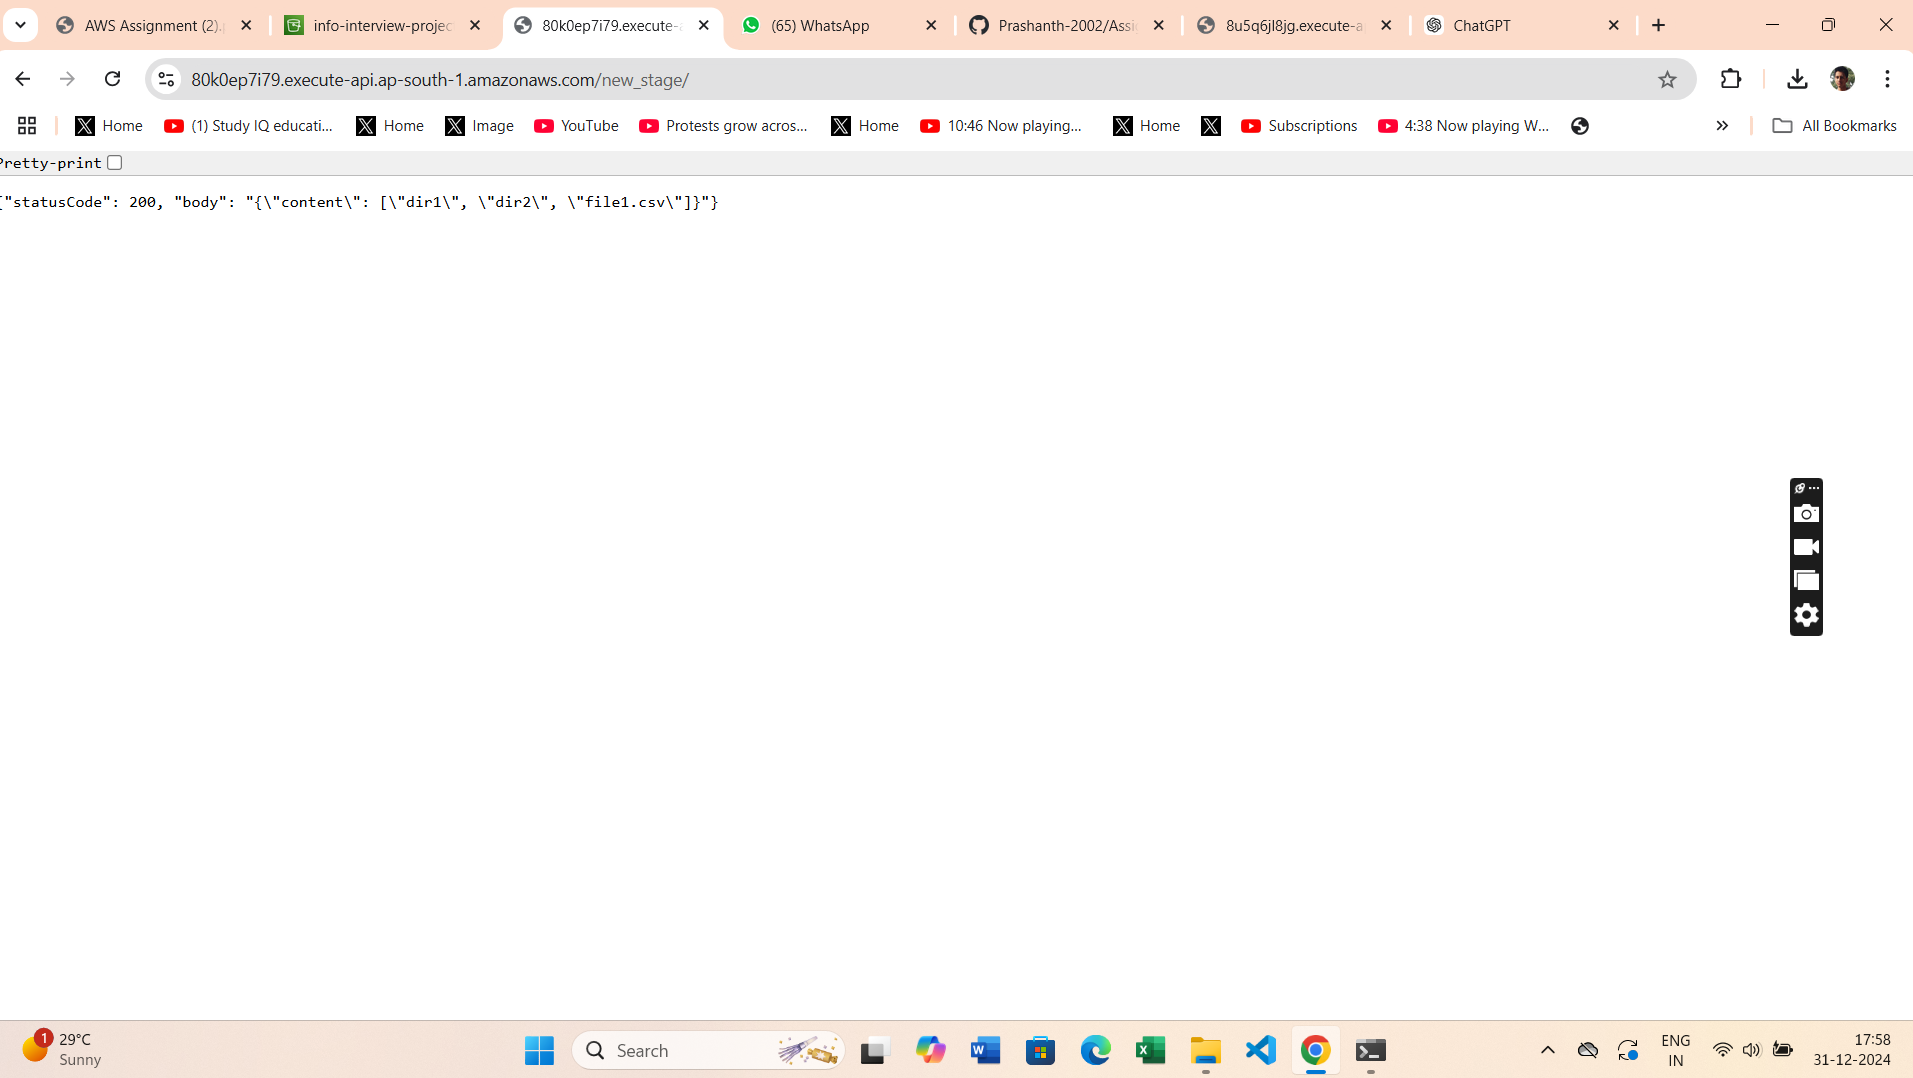 AWS Assignment (2).
info-interview-projec
80k0ep7i79.execute-a
(65) WhatsApp
Prashanth-2002/Assi
8u5q6jl8jg.execute-a
ChatGPT
80k0ep7i79.execute-api.ap-south-1.amazonaws.com/new_stage/
Home
(1) Study IQ educati...
Home
Image
YouTube
Protests grow acros...
Home
10:46 Now playing...
Home
Subscriptions
4:38 Now playing W...
»
All Bookmarks
Pretty-print
{"statusCode": 200, "body": "{\"content\": [\"dir1\", \"dir2\", \"file1.csv\"]}"}
1
29°C
Sunny
Search
ENG
IN
17:58
31-12-2024